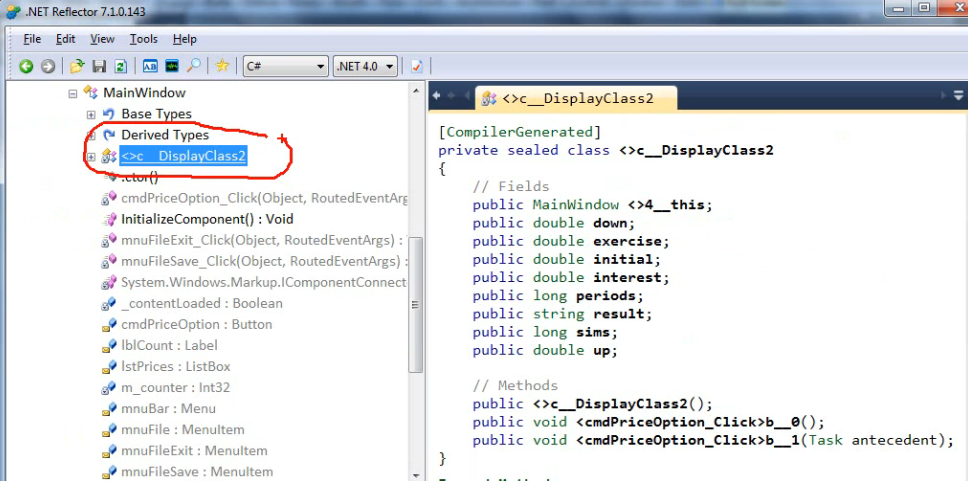 .NET Reflector 7.1.0.143
File Edit View Tools Help
C# .NET 4.0
MainWindow
Base Types
Derived Types
<>c__DisplayClass2
.ctor()
cmdPriceOption_Click(Object, RoutedEventArg
InitializeComponent() : Void
mnuFileExit_Click(Object, RoutedEventArgs) :
mnuFileSave_Click(Object, RoutedEventArgs) :
System.Windows.Markup.IComponentConnect
_contentLoaded : Boolean
cmdPriceOption : Button
lblCount : Label
lstPrices : ListBox
m_counter : Int32
mnuBar : Menu
mnuFile : MenuItem
mnuFileExit : MenuItem
mnuFileSave : MenuItem
<>c__DisplayClass2
[CompilerGenerated]
private sealed class <>c__DisplayClass2
{
// Fields
public MainWindow <>4__this;
public double down;
public double exercise;
public double initial;
public double interest;
public long periods;
public string result;
public long sims;
public double up;
// Methods
public <>c__DisplayClass2();
public void <cmdPriceOption_Click>b__0();
public void <cmdPriceOption_Click>b__1(Task antecedent);
}